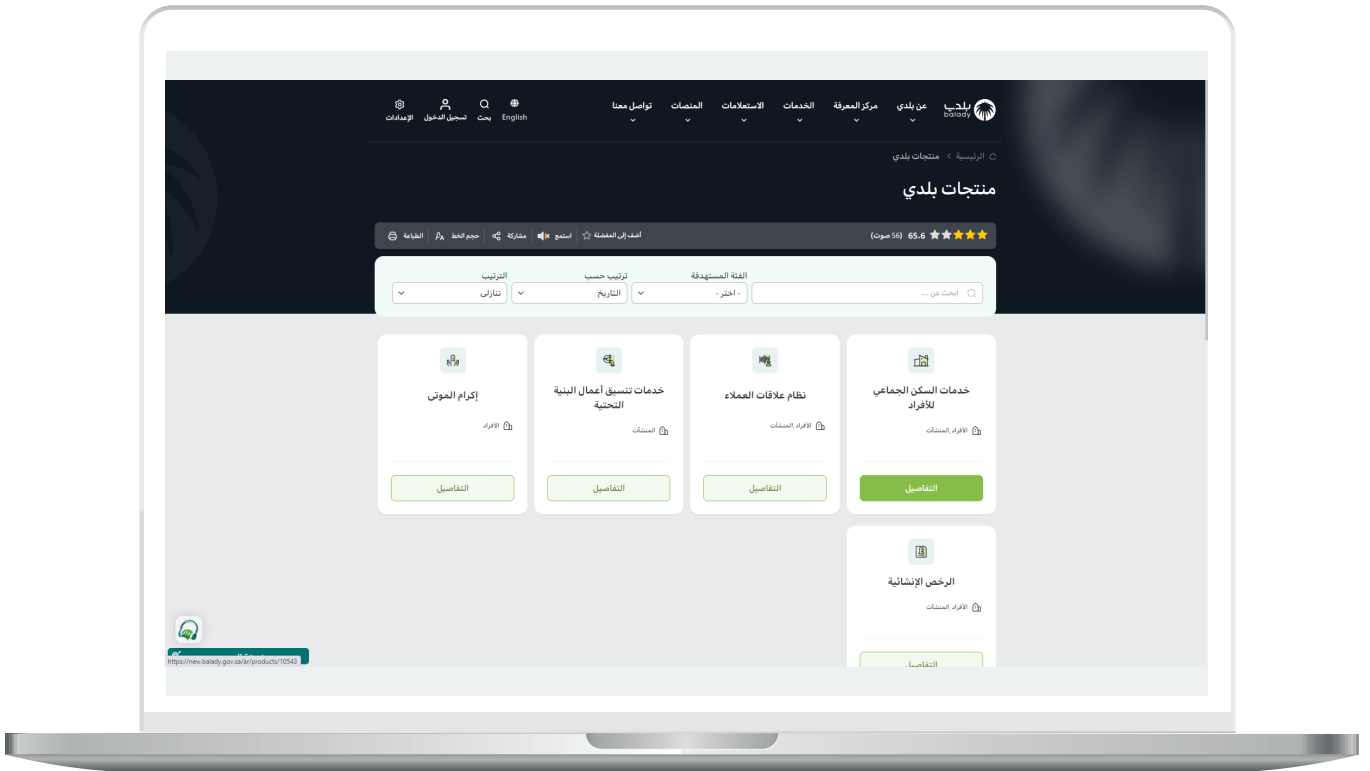 بلدي
balady
عن بلدي
مركز المعرفة
الخدمات
الاستعلامات
المنصات
تواصل معنا
English
بحث
تسجيل الدخول
الإعدادات
الرئيسية
منتجات بلدي
منتجات بلدي
65.6 (56 صوت)
أضف إلى المفضلة
استمع
مشاركة
حجم الخط
الطباعة
الفئة المستهدفة
ترتيب حسب
الترتيب
ابحث عن ...
- اختر -
التاريخ
تنازلي
خدمات السكن الجماعي
للأفراد
الأفراد ,المنشآت
التفاصيل
نظام علاقات العملاء
الأفراد ,المنشآت
التفاصيل
خدمات تنسيق أعمال البنية
التحتية
المنشآت
التفاصيل
إكرام الموتى
الأفراد
التفاصيل
الرخص الإنشائية
الأفراد ,المنشآت
التفاصيل
https://new.balady.gov.sa/ar/products/10543